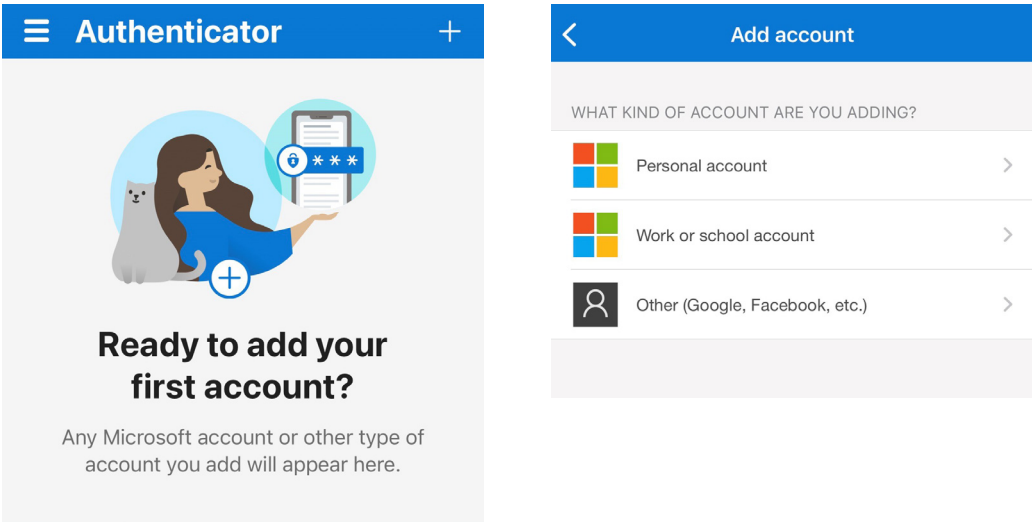 Authenticator
Ready to add your
first account?
Any Microsoft account or other type of
account you add will appear here.
Add account
WHAT KIND OF ACCOUNT ARE YOU ADDING?
Personal account
Work or school account
Other (Google, Facebook, etc.)